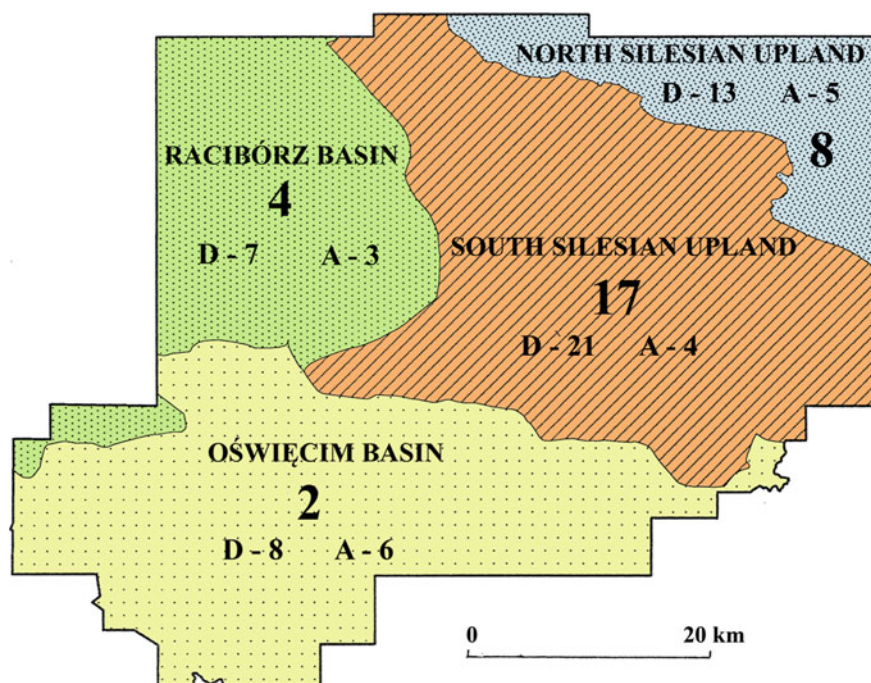 NORTH SILESIAN UPLAND
D - 13 A - 5
8
RACIBÓRZ BASIN
4
D - 7 A - 3
SOUTH SILESIAN UPLAND
17
D - 21 A - 4
OŚWIĘCIM BASIN
2
D - 8 A - 6
0 20 km